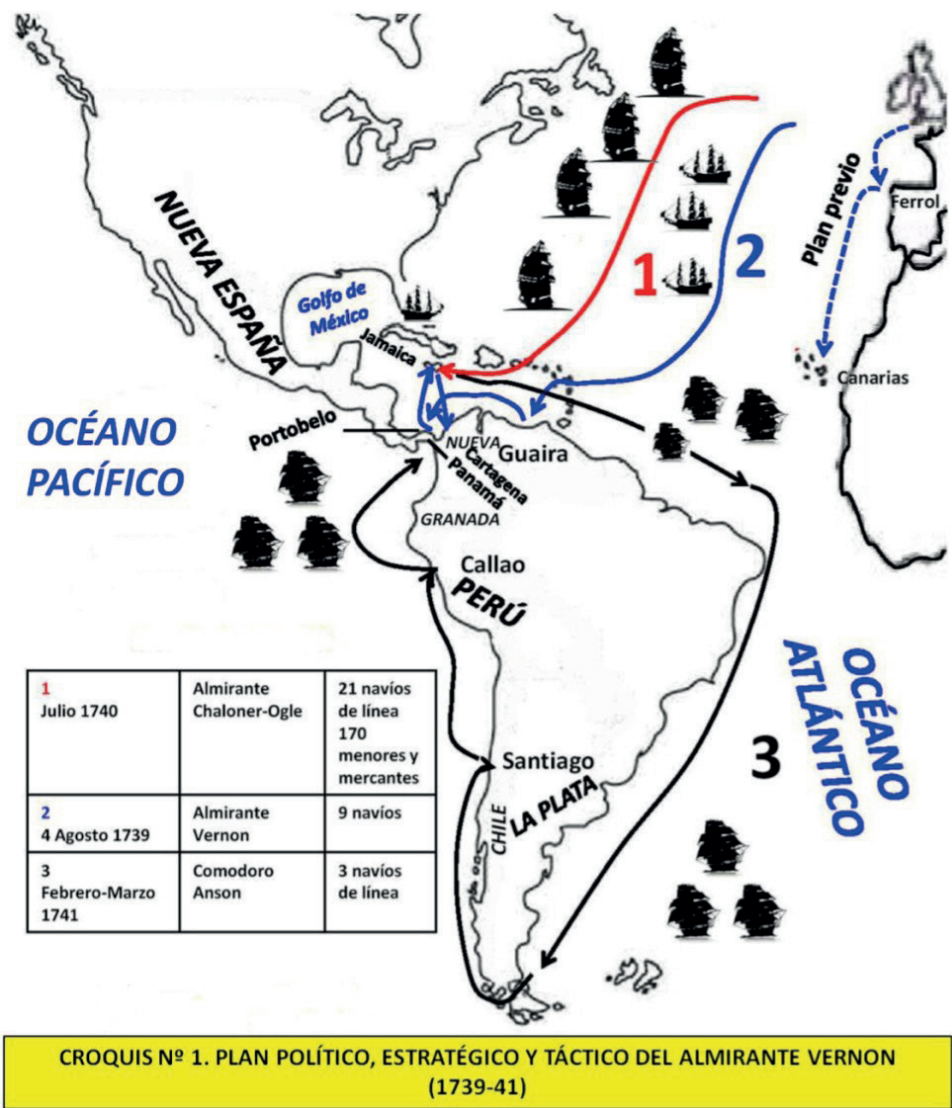 1
2
Plan previo
Ferrol
Canarias
NUEVA ESPAÑA
Golfo de
México
Jamaica
OCÉANO
PACÍFICO
Portobelo
NUEVA
Guaira
Cartagena
Panamá
GRANADA
Callao
PERÚ
OCÉANO
ATLÁNTICO
3
Santiago
CHILE
LA PLATA
1
Julio 1740
Almirante
Chaloner-Ogle
21 navíos
de línea
170
menores y
mercantes
2
4 Agosto 1739
Almirante
Vernon
9 navíos
3
Febrero-Marzo
1741
Comodoro
Anson
3 navíos
de línea
CROQUIS Nº 1. PLAN POLÍTICO, ESTRATÉGICO Y TÁCTICO DEL ALMIRANTE VERNON
(1739-41)